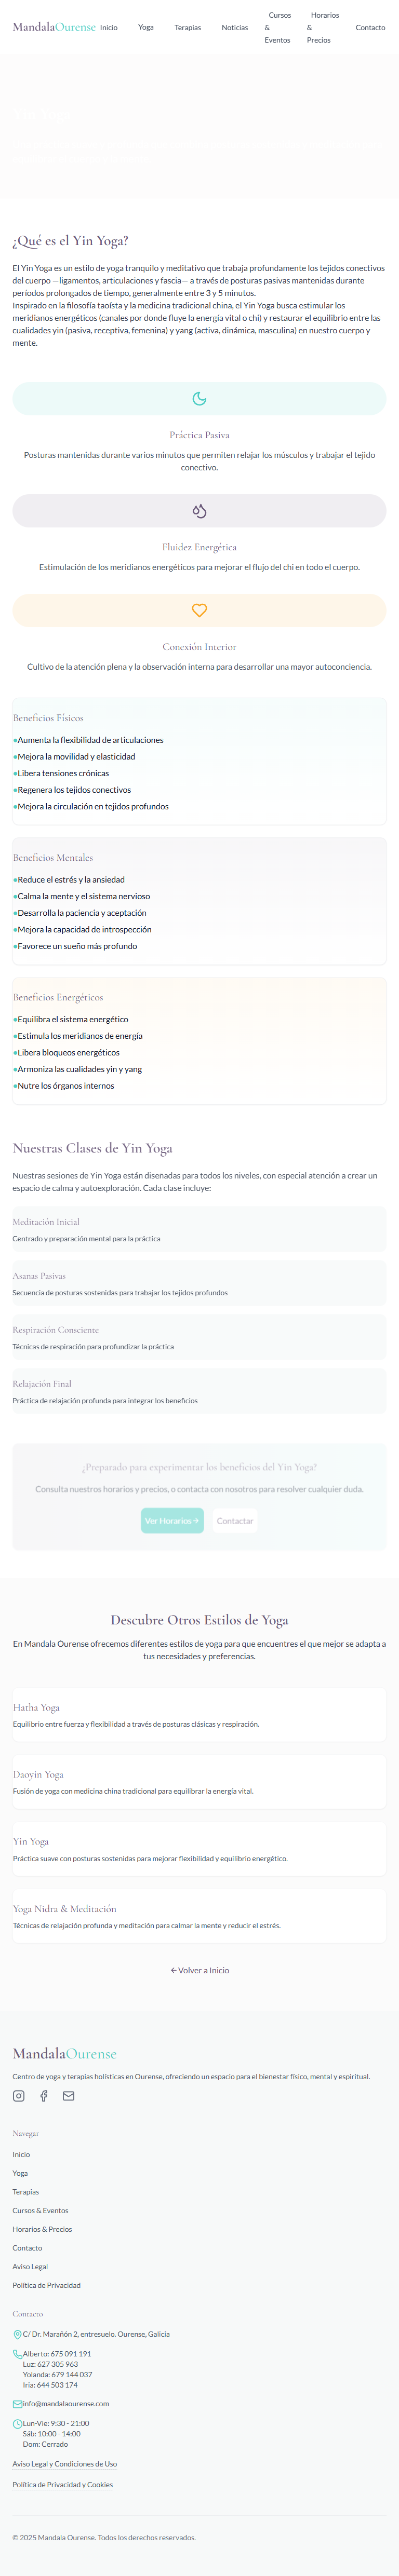 MandalaOurense
Inicio
Yoga
Terapias
Noticias
Cursos
&
Eventos
Horarios
&
Precios
Contacto
¿Qué es el Yin Yoga?
El Yin Yoga es un estilo de yoga tranquilo y meditativo que trabaja profundamente los tejidos conectivos
del cuerpo —ligamentos, articulaciones y fascia— a través de posturas pasivas mantenidas durante
períodos prolongados de tiempo, generalmente entre 3 y 5 minutos.
Inspirado en la filosofía taoísta y la medicina tradicional china, el Yin Yoga busca estimular los
meridianos energéticos (canales por donde fluye la energía vital o chi) y restaurar el equilibrio entre las
cualidades yin (pasiva, receptiva, femenina) y yang (activa, dinámica, masculina) en nuestro cuerpo y
mente.
Práctica Pasiva
Posturas mantenidas durante varios minutos que permiten relajar los músculos y trabajar el tejido
conectivo.
Fluidez Energética
Estimulación de los meridianos energéticos para mejorar el flujo del chi en todo el cuerpo.
Conexión Interior
Cultivo de la atención plena y la observación interna para desarrollar una mayor autoconciencia.
Beneficios Físicos
●Aumenta la flexibilidad de articulaciones
●Mejora la movilidad y elasticidad
●Libera tensiones crónicas
●Regenera los tejidos conectivos
●Mejora la circulación en tejidos profundos
Beneficios Mentales
●Reduce el estrés y la ansiedad
●Calma la mente y el sistema nervioso
●Desarrolla la paciencia y aceptación
●Mejora la capacidad de introspección
●Favorece un sueño más profundo
Beneficios Energéticos
●Equilibra el sistema energético
●Estimula los meridianos de energía
●Libera bloqueos energéticos
●Armoniza las cualidades yin y yang
●Nutre los órganos internos
Nuestras Clases de Yin Yoga
Nuestras sesiones de Yin Yoga están diseñadas para todos los niveles, con especial atención a crear un
espacio de calma y autoexploración. Cada clase incluye:
Meditación Inicial
Centrado y preparación mental para la práctica
Asanas Pasivas
Secuencia de posturas sostenidas para trabajar los tejidos profundos
Respiración Consciente
Técnicas de respiración para profundizar la práctica
Relajación Final
Práctica de relajación profunda para integrar los beneficios
¿Preparado para experimentar los beneficios del Yin Yoga?
Consulta nuestros horarios y precios, o contacta con nosotros para resolver cualquier duda.
Ver Horarios →
Contactar
Descubre Otros Estilos de Yoga
En Mandala Ourense ofrecemos diferentes estilos de yoga para que encuentres el que mejor se adapta a
tus necesidades y preferencias.
Hatha Yoga
Equilibrio entre fuerza y flexibilidad a través de posturas clásicas y respiración.
Daoyin Yoga
Fusión de yoga con medicina china tradicional para equilibrar la energía vital.
Yin Yoga
Práctica suave con posturas sostenidas para mejorar flexibilidad y equilibrio energético.
Yoga Nidra & Meditación
Técnicas de relajación profunda y meditación para calmar la mente y reducir el estrés.
← Volver a Inicio
MandalaOurense
Centro de yoga y terapias holísticas en Ourense, ofreciendo un espacio para el bienestar físico, mental y espiritual.
Navegar
Inicio
Yoga
Terapias
Cursos & Eventos
Horarios & Precios
Contacto
Aviso Legal
Política de Privacidad
Contacto
C/ Dr. Marañón 2, entresuelo. Ourense, Galicia
Alberto: 675 091 191
Luz: 627 305 963
Yolanda: 679 144 037
Iria: 644 503 174
info@mandalaourense.com
Lun-Vie: 9:30 - 21:00
Sáb: 10:00 - 14:00
Dom: Cerrado
Aviso Legal y Condiciones de Uso
Política de Privacidad y Cookies
© 2025 Mandala Ourense. Todos los derechos reservados.